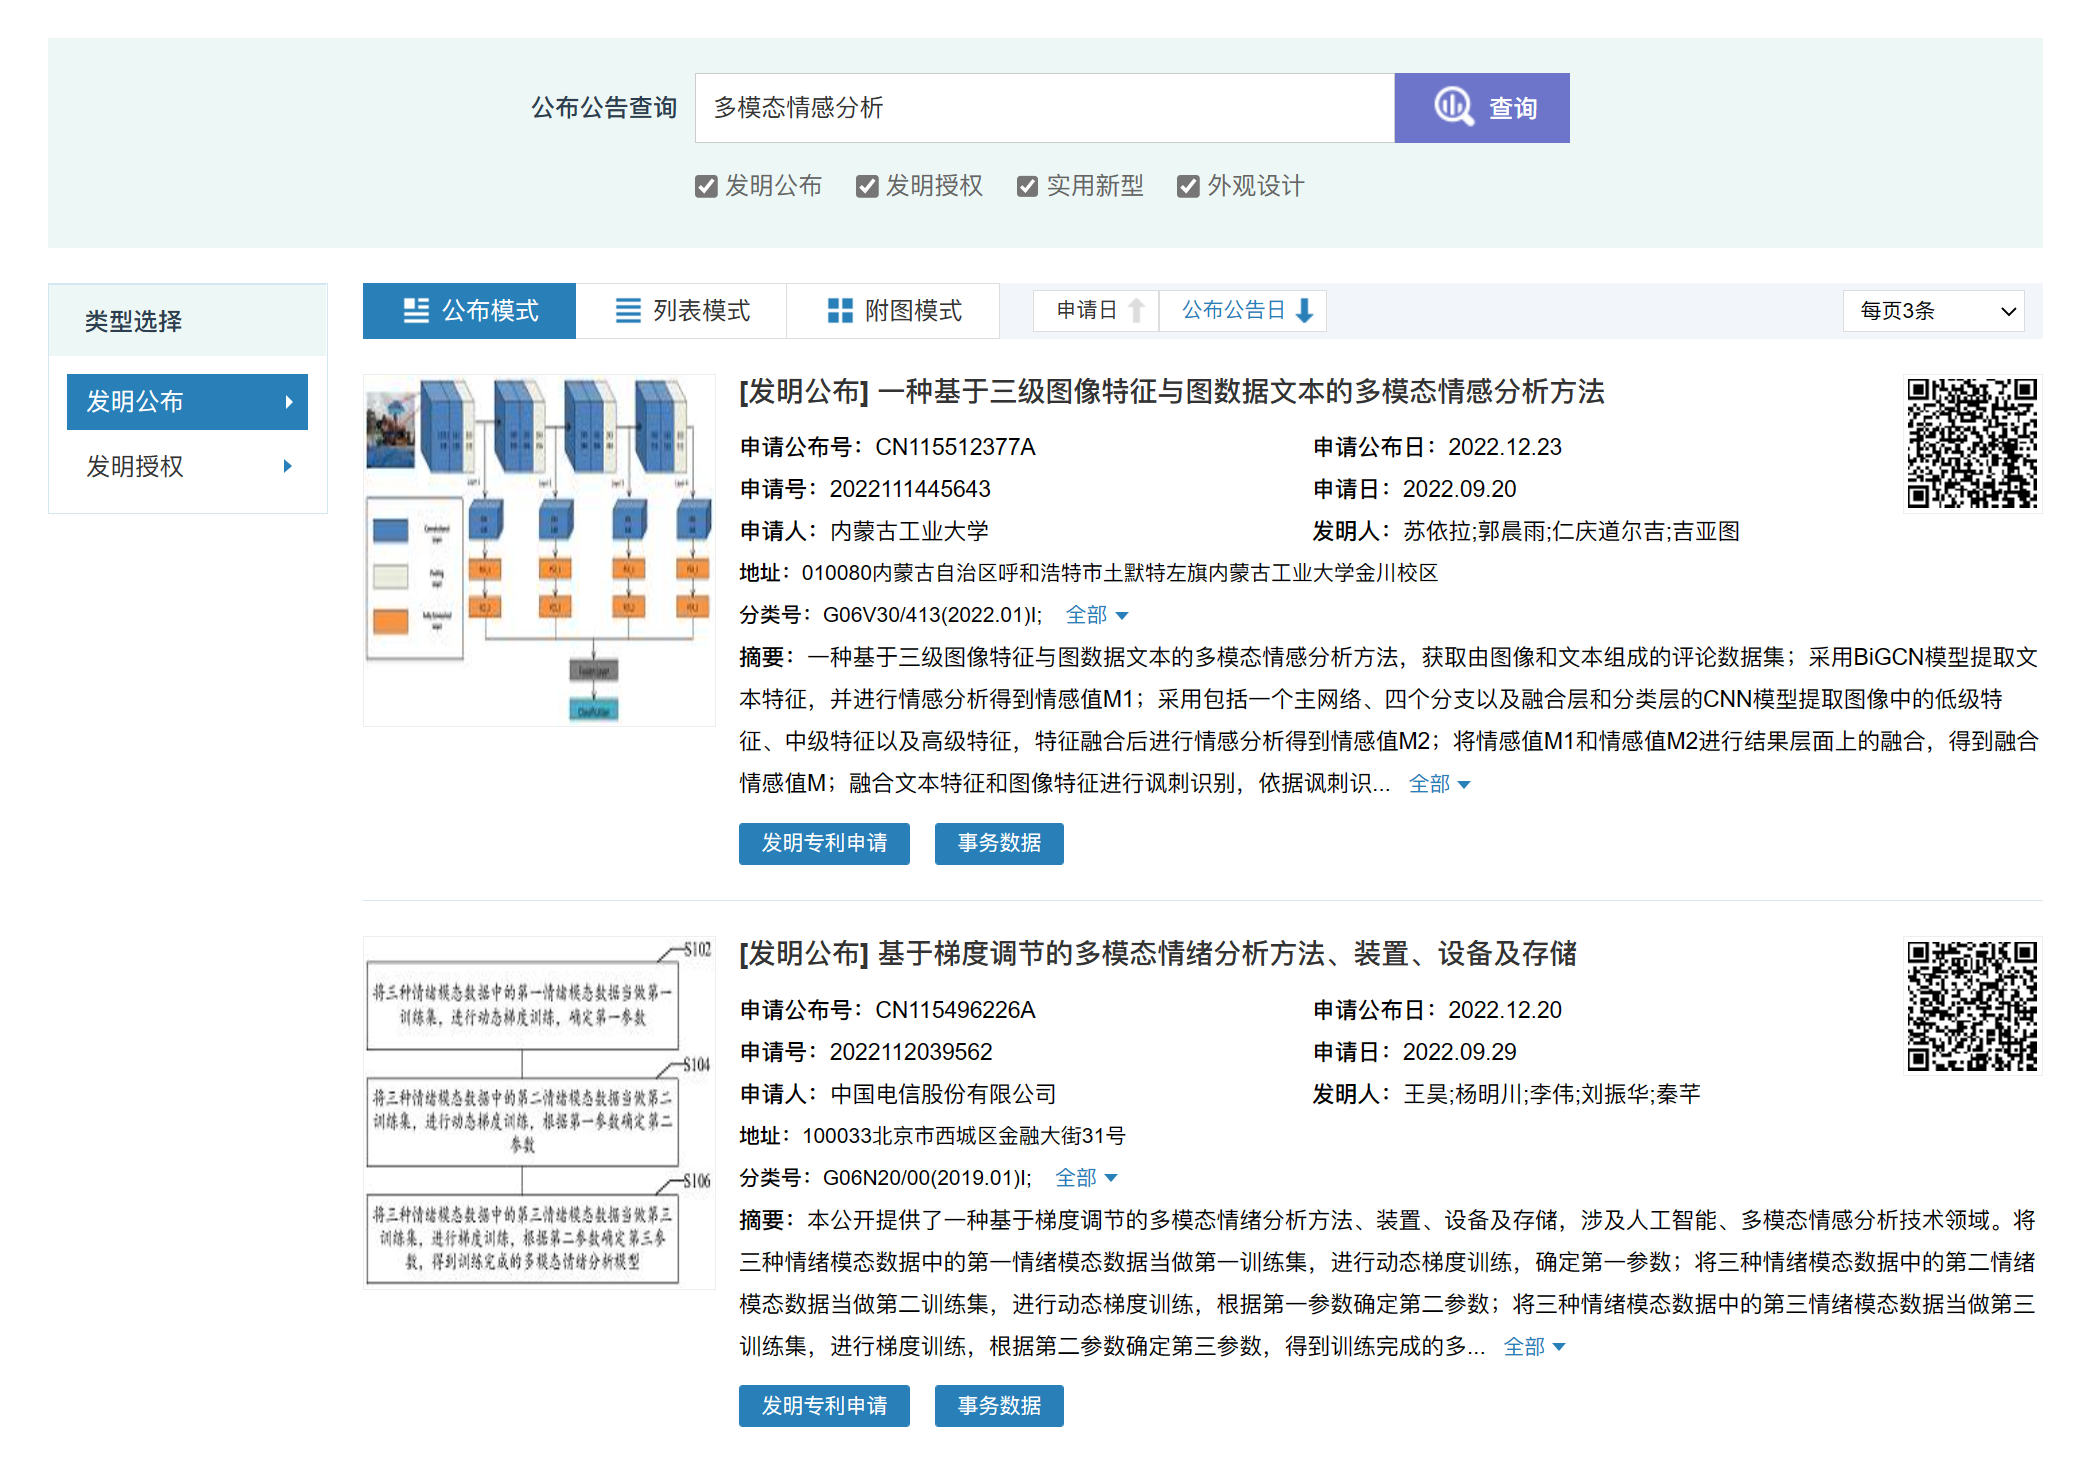 公布公告查询
多模态情感分析
查询
发明公布 发明授权 实用新型 外观设计
类型选择
发明公布
发明授权
公布模式 列表模式 附图模式 申请日 公布公告日 每页3条
[发明公布] 一种基于三级图像特征与图数据文本的多模态情感分析方法
申请公布号：CN115512377A 申请公布日：2022.12.23
申请号：2022111445643 申请日：2022.09.20
申请人：内蒙古工业大学 发明人：苏依拉;郭晨雨;仁庆道尔吉;吉亚图
地址：010080内蒙古自治区呼和浩特市土默特左旗内蒙古工业大学金川校区
分类号：G06V30/413(2022.01)I; 全部
摘要：一种基于三级图像特征与图数据文本的多模态情感分析方法，获取由图像和文本组成的评论数据集；采用BiGCN模型提取文
本特征，并进行情感分析得到情感值M1；采用包括一个主网络、四个分支以及融合层和分类层的CNN模型提取图像中的低级特
征、中级特征以及高级特征，特征融合后进行情感分析得到情感值M2；将情感值M1和情感值M2进行结果层面上的融合，得到融合
情感值M；融合文本特征和图像特征进行讽刺识别，依据讽刺识... 全部
发明专利申请 事务数据
S102
将三种情绪模态数据中的第一情绪模态数据当做第一
训练集，进行动态梯度训练，确定第一参数
S104
将三种情绪模态数据中的第二情绪模态数据当做第二
训练集，进行动态梯度训练，根据第一参数确定第二
参数
S106
将三种情绪模态数据中的第三情绪模态数据当做第三
训练集，进行梯度训练，根据第二参数确定第三参
数，得到训练完成的多模态情绪分析模型
[发明公布] 基于梯度调节的多模态情绪分析方法、装置、设备及存储
申请公布号：CN115496226A 申请公布日：2022.12.20
申请号：2022112039562 申请日：2022.09.29
申请人：中国电信股份有限公司 发明人：王昊;杨明川;李伟;刘振华;秦芊
地址：100033北京市西城区金融大街31号
分类号：G06N20/00(2019.01)I; 全部
摘要：本公开提供了一种基于梯度调节的多模态情绪分析方法、装置、设备及存储，涉及人工智能、多模态情感分析技术领域。将
三种情绪模态数据中的第一情绪模态数据当做第一训练集，进行动态梯度训练，确定第一参数；将三种情绪模态数据中的第二情绪
模态数据当做第二训练集，进行动态梯度训练，根据第一参数确定第二参数；将三种情绪模态数据中的第三情绪模态数据当做第三
训练集，进行梯度训练，根据第二参数确定第三参数，得到训练完成的多... 全部
发明专利申请 事务数据